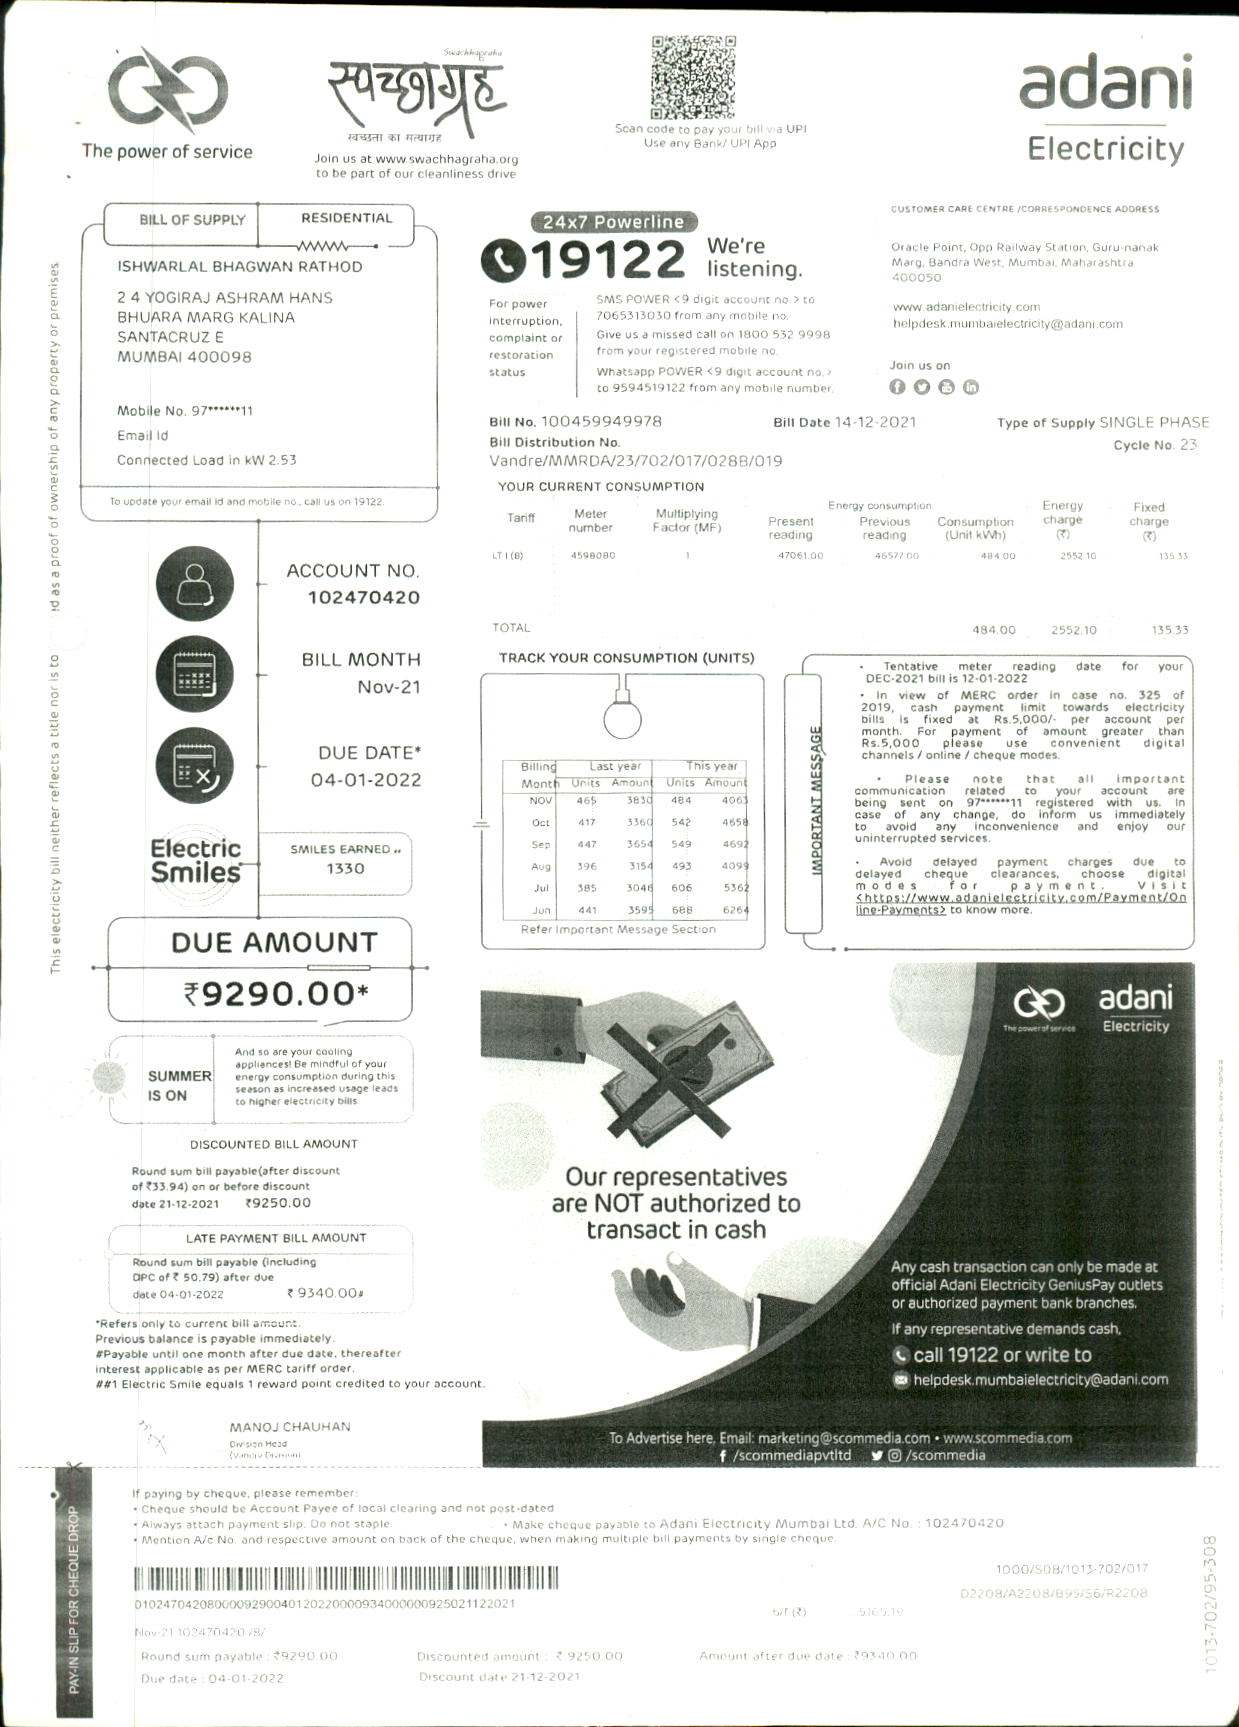 The power of service
Swachhagraha
स्वच्छाग्रह
स्वच्छता का सत्याग्रह
Join us at www.swachhagraha.org
to be part of our cleanliness drive
Scan code to pay your bill via UPI
Use any Bank/ UPI App
adani
Electricity
BILL OF SUPPLY
RESIDENTIAL
ISHWARLAL BHAGWAN RATHOD
2 4 YOGIRAJ ASHRAM HANS
BHUARA MARG KALINA
SANTACRUZ E
MUMBAI 400098
Mobile No. 97******11
Email Id
Connected Load in kW 2.53
To update your email id and mobile no., call us on 19122.
24x7 Powerline
19122 We're listening.
For power interruption, complaint or restoration status
SMS POWER <9 digit account no.> to
7065313030 from any mobile no.
Give us a missed call on 1800 532 9998
from your registered mobile no.
Whatsapp POWER <9 digit account no.>
to 9594519122 from any mobile number.
CUSTOMER CARE CENTRE /CORRESPONDENCE ADDRESS
Oracle Point, Opp Railway Station, Guru-nanak
Marg, Bandra West, Mumbai, Maharashtra
400050
www.adanielectricity.com
helpdesk.mumbaielectricity@adani.com
Join us on
Bill No. 100459949978 Bill Date 14-12-2021 Type of Supply SINGLE PHASE
Bill Distribution No. Cycle No. 23
Vandre/MMRDA/23/702/017/028B/019
YOUR CURRENT CONSUMPTION
Tariff Meter number Multiplying Factor (MF) Energy consumption Present reading Previous reading Consumption (Unit kWh) Energy charge (₹) Fixed charge (₹)
LT I (B) 4598080 1 47061.00 46577.00 484.00 2552.10 135.33
TOTAL 484.00 2552.10 135.33
ACCOUNT NO.
102470420
BILL MONTH
Nov-21
DUE DATE*
04-01-2022
Electric Smiles
SMILES EARNED ##
1330
DUE AMOUNT
₹9290.00*
TRACK YOUR CONSUMPTION (UNITS)
Billing Month Last year This year
Units Amount Units Amount
NOV 465 3830 484 4063
Oct 417 3360 542 4658
Sep 447 3654 549 4692
Aug 396 3154 493 4099
Jul 385 3046 606 5362
Jun 441 3595 688 6264
Refer Important Message Section
IMPORTANT MESSAGE
• Tentative meter reading date for your
DEC-2021 bill is 12-01-2022
• In view of MERC order in case no. 325 of
2019, cash payment limit towards electricity
bills is fixed at Rs.5,000/- per account per
month. For payment of amount greater than
Rs.5,000 please use convenient digital
channels / online / cheque modes.
• Please note that all important
communication related to your account are
being sent on 97******11 registered with us. In
case of any change, do inform us immediately
to avoid any inconvenience and enjoy our
uninterrupted services.
• Avoid delayed payment charges due to
delayed cheque clearances, choose digital
modes for payment. Visit
<https://www.adanielectricity.com/Payment/On
line-Payments> to know more.
SUMMER IS ON
And so are your cooling
appliances! Be mindful of your
energy consumption during this
season as increased usage leads
to higher electricity bills.
DISCOUNTED BILL AMOUNT
Round sum bill payable(after discount
of ₹33.94) on or before discount
date 21-12-2021 ₹9250.00
LATE PAYMENT BILL AMOUNT
Round sum bill payable (including
DPC of ₹ 50.79) after due
date 04-01-2022 ₹ 9340.00#
*Refers only to current bill amount.
Previous balance is payable immediately.
#Payable until one month after due date, thereafter
interest applicable as per MERC tariff order.
##1 Electric Smile equals 1 reward point credited to your account.
MANOJ CHAUHAN
Division Head
(Vandre Division)
The power of service
adani
Electricity
Our representatives
are NOT authorized to
transact in cash
Any cash transaction can only be made at
official Adani Electricity GeniusPay outlets
or authorized payment bank branches.
If any representative demands cash,
call 19122 or write to
helpdesk.mumbaielectricity@adani.com
To Advertise here, Email: marketing@scommedia.com • www.scommedia.com
/scommediapvtltd /scommedia
This electricity bill neither reflects a title nor is to
d as a proof of ownership of any property or premises.
PAY-IN SLIP FOR CHEQUE DROP
If paying by cheque, please remember:
• Cheque should be Account Payee of local clearing and not post-dated
• Always attach payment slip. Do not staple. • Make cheque payable to Adani Electricity Mumbai Ltd. A/C No. : 102470420
• Mention A/c No. and respective amount on back of the cheque, when making multiple bill payments by single cheque.
1000/S08/1013-702/017
D2208/A2208/B95/S6/R2208
b/f (₹) 5165.19
Nov-21 102470420 /8/
Round sum payable : ₹9290.00 Discounted amount : ₹ 9250.00 Amount after due date : ₹9340.00
Due date : 04-01-2022 Discount date 21-12-2021
1013-702/95-308